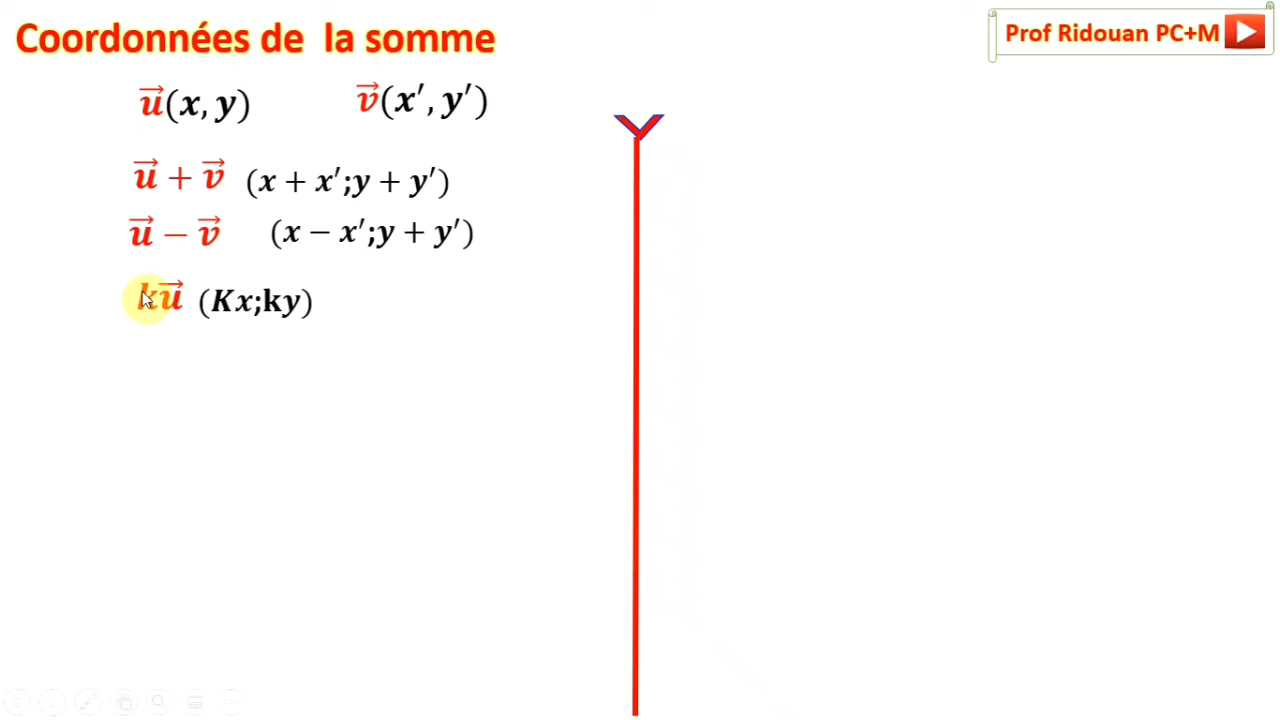 Coordonnées de la somme
Prof Ridouan PC+M
u⃗(x, y) v⃗(x′, y′)
u⃗ + v⃗ (x + x′;y + y′)
u⃗ − v⃗ (x − x′;y + y′)
ku⃗ (Kx;ky)